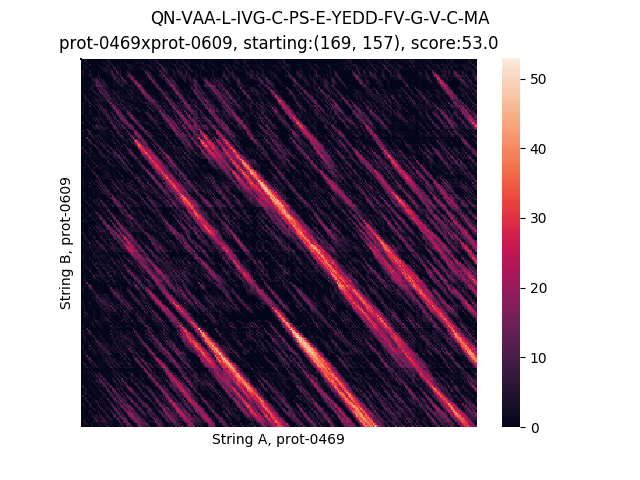 QN-VAA-L-IVG-C-PS-E-YEDD-FV-G-V-C-MA
prot-0469xprot-0609, starting:(169, 157), score:53.0
String B, prot-0609
50
40
30
20
10
0
String A, prot-0469